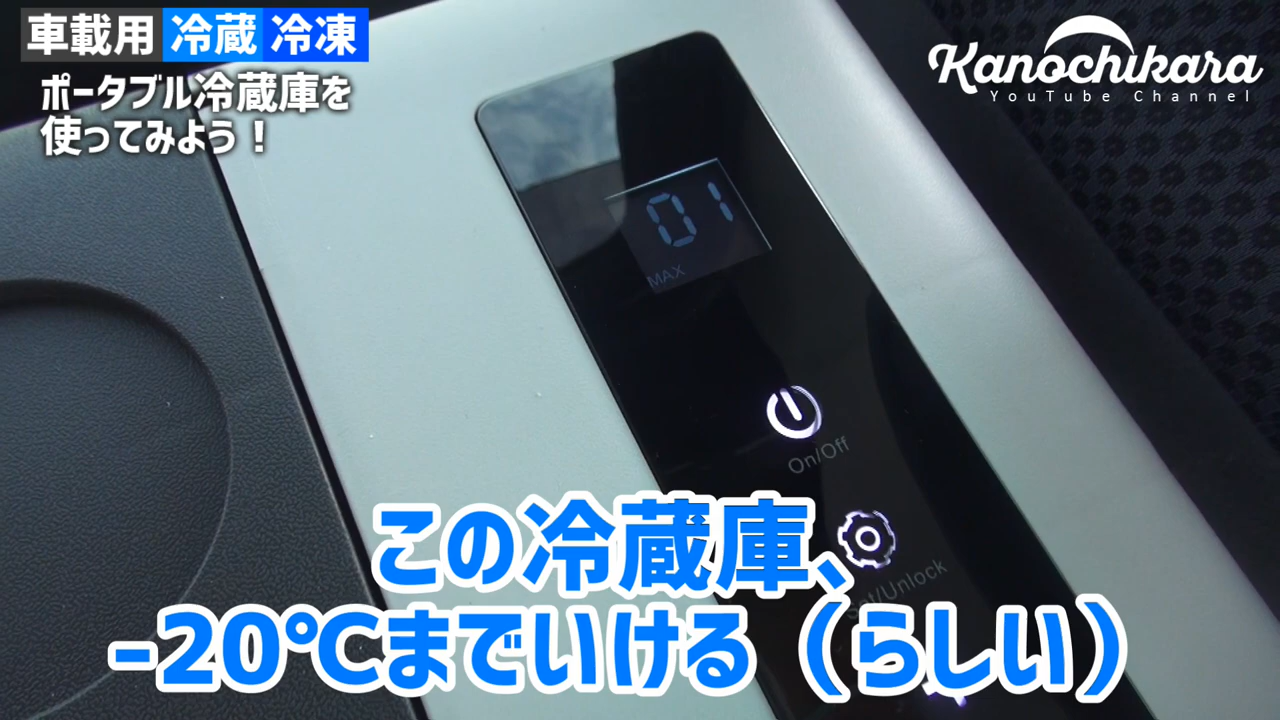 車載用 冷蔵 冷凍
ポータブル冷蔵庫を
使ってみよう！
Kanochikara
YouTube Channel
01
MAX
On/Off
Set/Unlock
この冷蔵庫、
-20℃までいける（らしい）